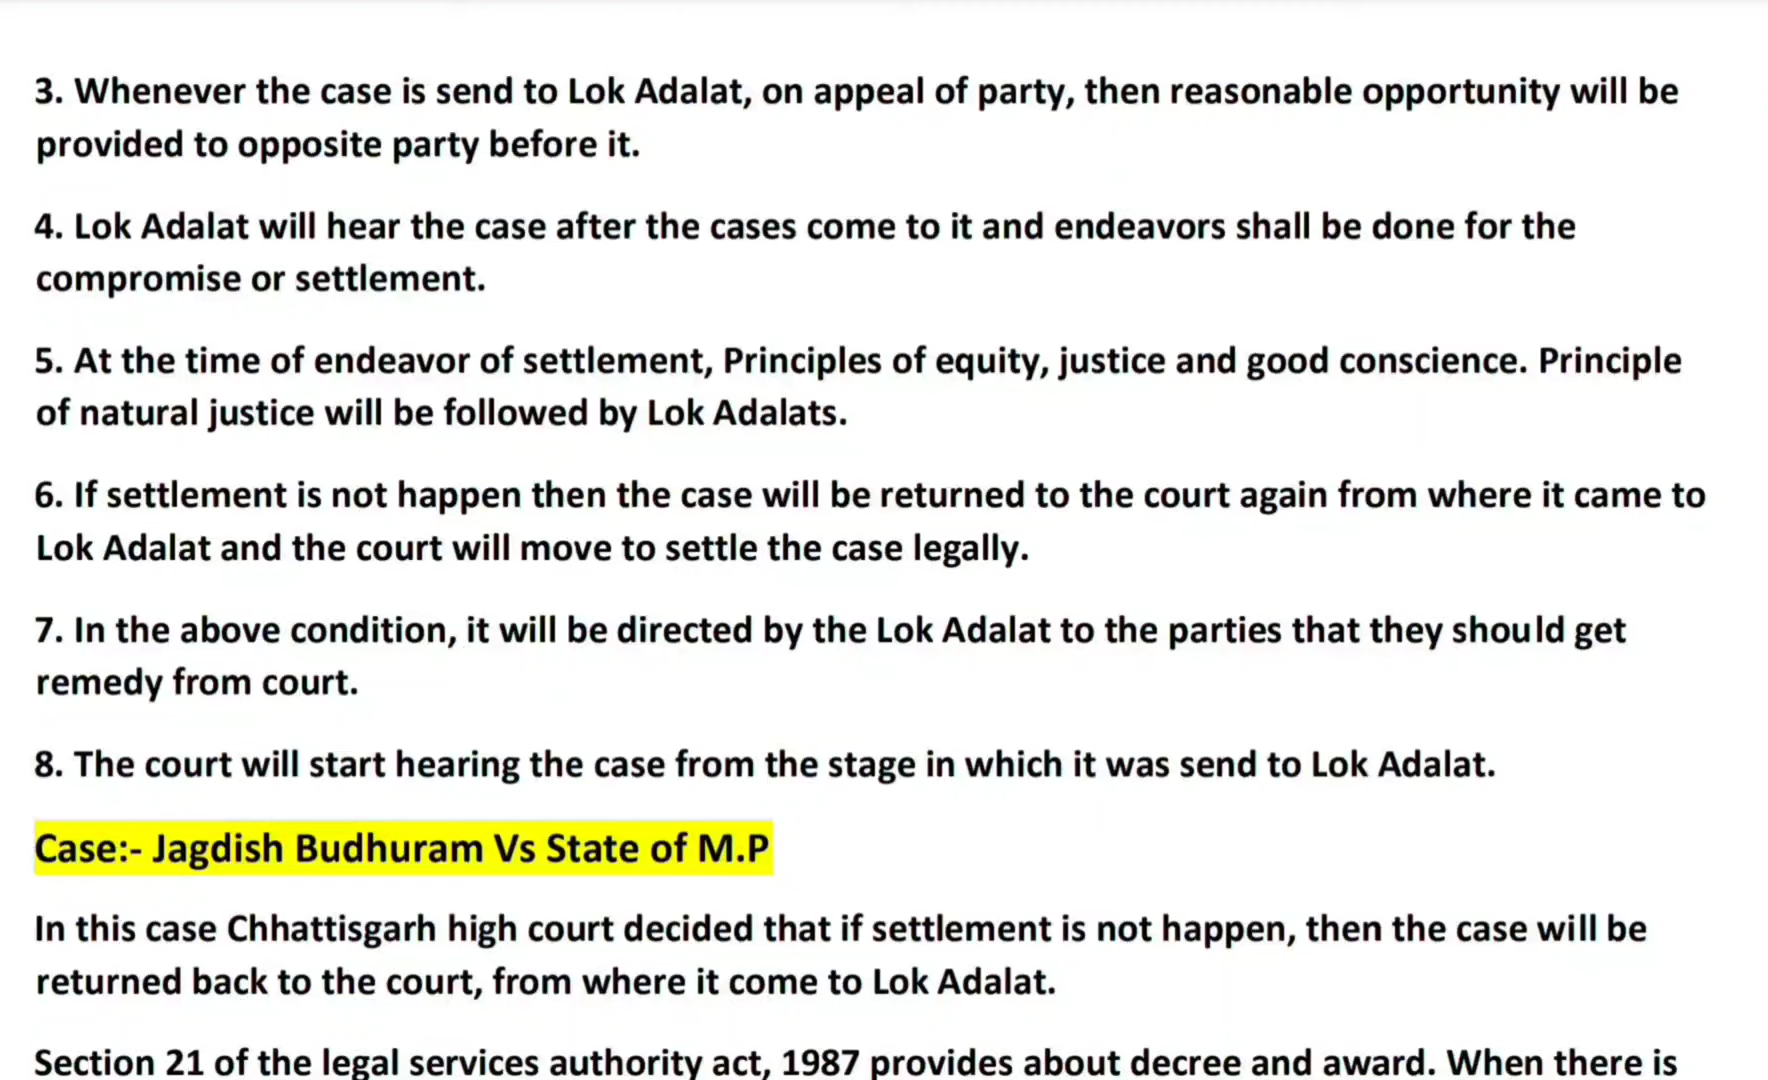 3. Whenever the case is send to Lok Adalat, on appeal of party, then reasonable opportunity will be
provided to opposite party before it.
4. Lok Adalat will hear the case after the cases come to it and endeavors shall be done for the
compromise or settlement.
5. At the time of endeavor of settlement, Principles of equity, justice and good conscience. Principle
of natural justice will be followed by Lok Adalats.
6. If settlement is not happen then the case will be returned to the court again from where it came to
Lok Adalat and the court will move to settle the case legally.
7. In the above condition, it will be directed by the Lok Adalat to the parties that they should get
remedy from court.
8. The court will start hearing the case from the stage in which it was send to Lok Adalat.
Case:- Jagdish Budhuram Vs State of M.P
In this case Chhattisgarh high court decided that if settlement is not happen, then the case will be
returned back to the court, from where it come to Lok Adalat.
Section 21 of the legal services authority act, 1987 provides about decree and award. When there is